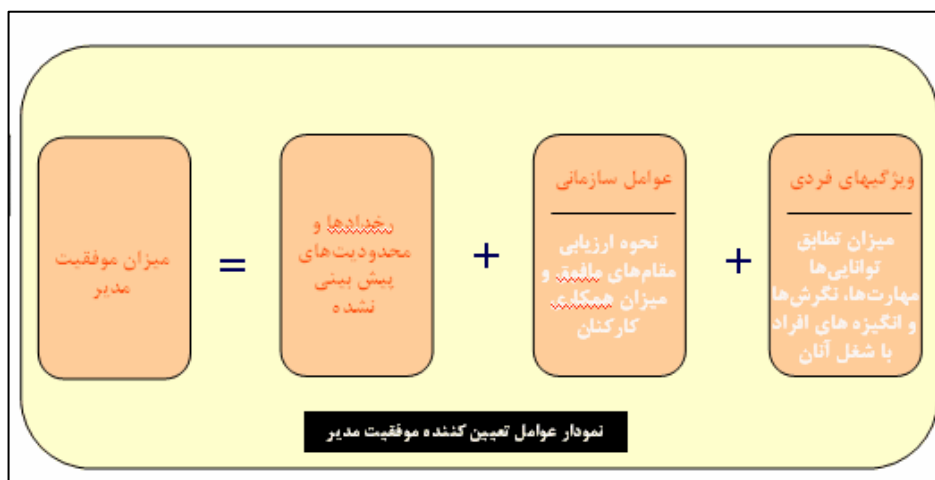 ویژگیهای فردی
میزان تطابق
توانایی‌ها
مهارت‌ها، نگرش‌ها
و انگیزه های افراد
با شغل آنان
+
عوامل سازمانی
نحوه ارزیابی
مقام‌های مافوق و
میزان همکاری
کارکنان
+
رخدادها و
محدودیت‌های
پیش بینی
نشده
=
میزان موفقیت
مدیر
نمودار عوامل تعیین کننده موفقیت مدیر